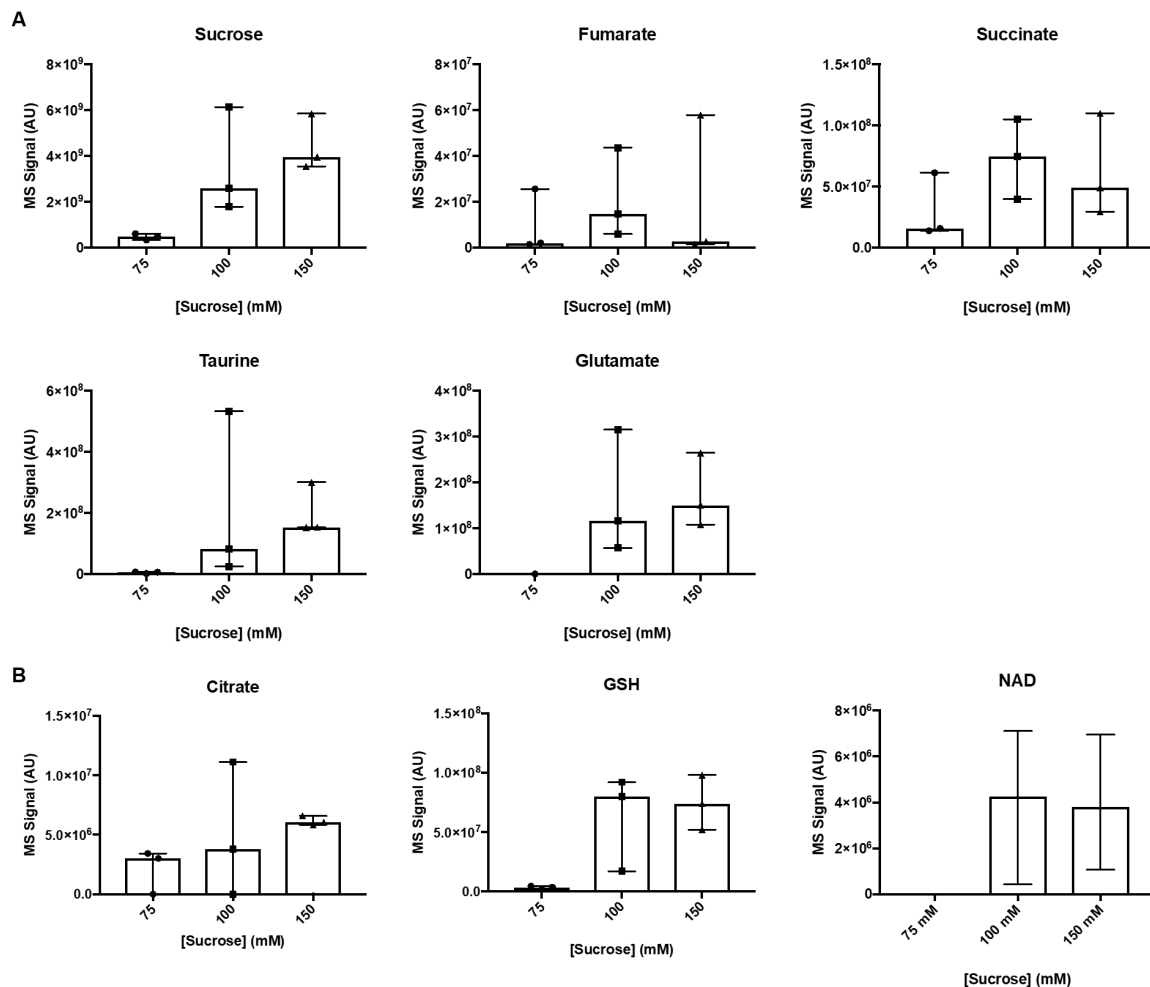 A
Sucrose
MS Signal (AU)
8×10⁹
6×10⁹
4×10⁹
2×10⁹
0
75
100
150
[Sucrose] (mM)
Fumarate
MS Signal (AU)
8×10⁷
6×10⁷
4×10⁷
2×10⁷
0
75
100
150
[Sucrose] (mM)
Succinate
MS Signal (AU)
1.5×10⁸
1.0×10⁸
5.0×10⁷
0.0
75
100
150
[Sucrose] (mM)
Taurine
MS Signal (AU)
6×10⁸
4×10⁸
2×10⁸
0
75
100
150
[Sucrose] (mM)
Glutamate
MS Signal (AU)
4×10⁸
3×10⁸
2×10⁸
1×10⁸
0
75
100
150
[Sucrose] (mM)
B
Citrate
MS Signal (AU)
1.5×10⁷
1.0×10⁷
5.0×10⁶
0.0
75
100
150
[Sucrose] (mM)
GSH
MS Signal (AU)
1.5×10⁸
1.0×10⁸
5.0×10⁷
0.0
75
100
150
[Sucrose] (mM)
NAD
MS Signal (AU)
8×10⁶
6×10⁶
4×10⁶
2×10⁶
0
75 mM
100 mM
150 mM
[Sucrose] (mM)